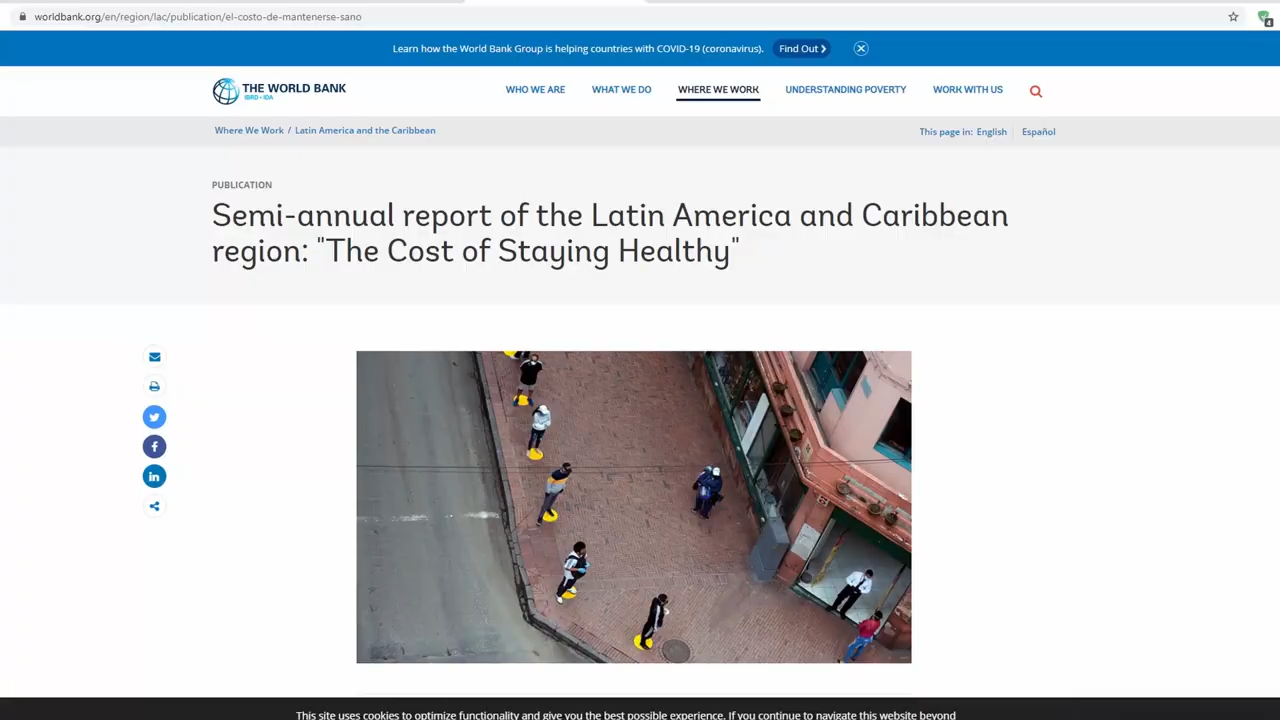 worldbank.org/en/region/lac/publication/el-costo-de-mantenerse-sano
4
Learn how the World Bank Group is helping countries with COVID-19 (coronavirus). Find Out
THE WORLD BANK
IBRD • IDA
WHO WE ARE WHAT WE DO WHERE WE WORK UNDERSTANDING POVERTY WORK WITH US
Where We Work / Latin America and the Caribbean
This page in: English Español
PUBLICATION
Semi-annual report of the Latin America and Caribbean
region: "The Cost of Staying Healthy"
This site uses cookies to optimize functionality and give you the best possible experience. If you continue to navigate this website beyond